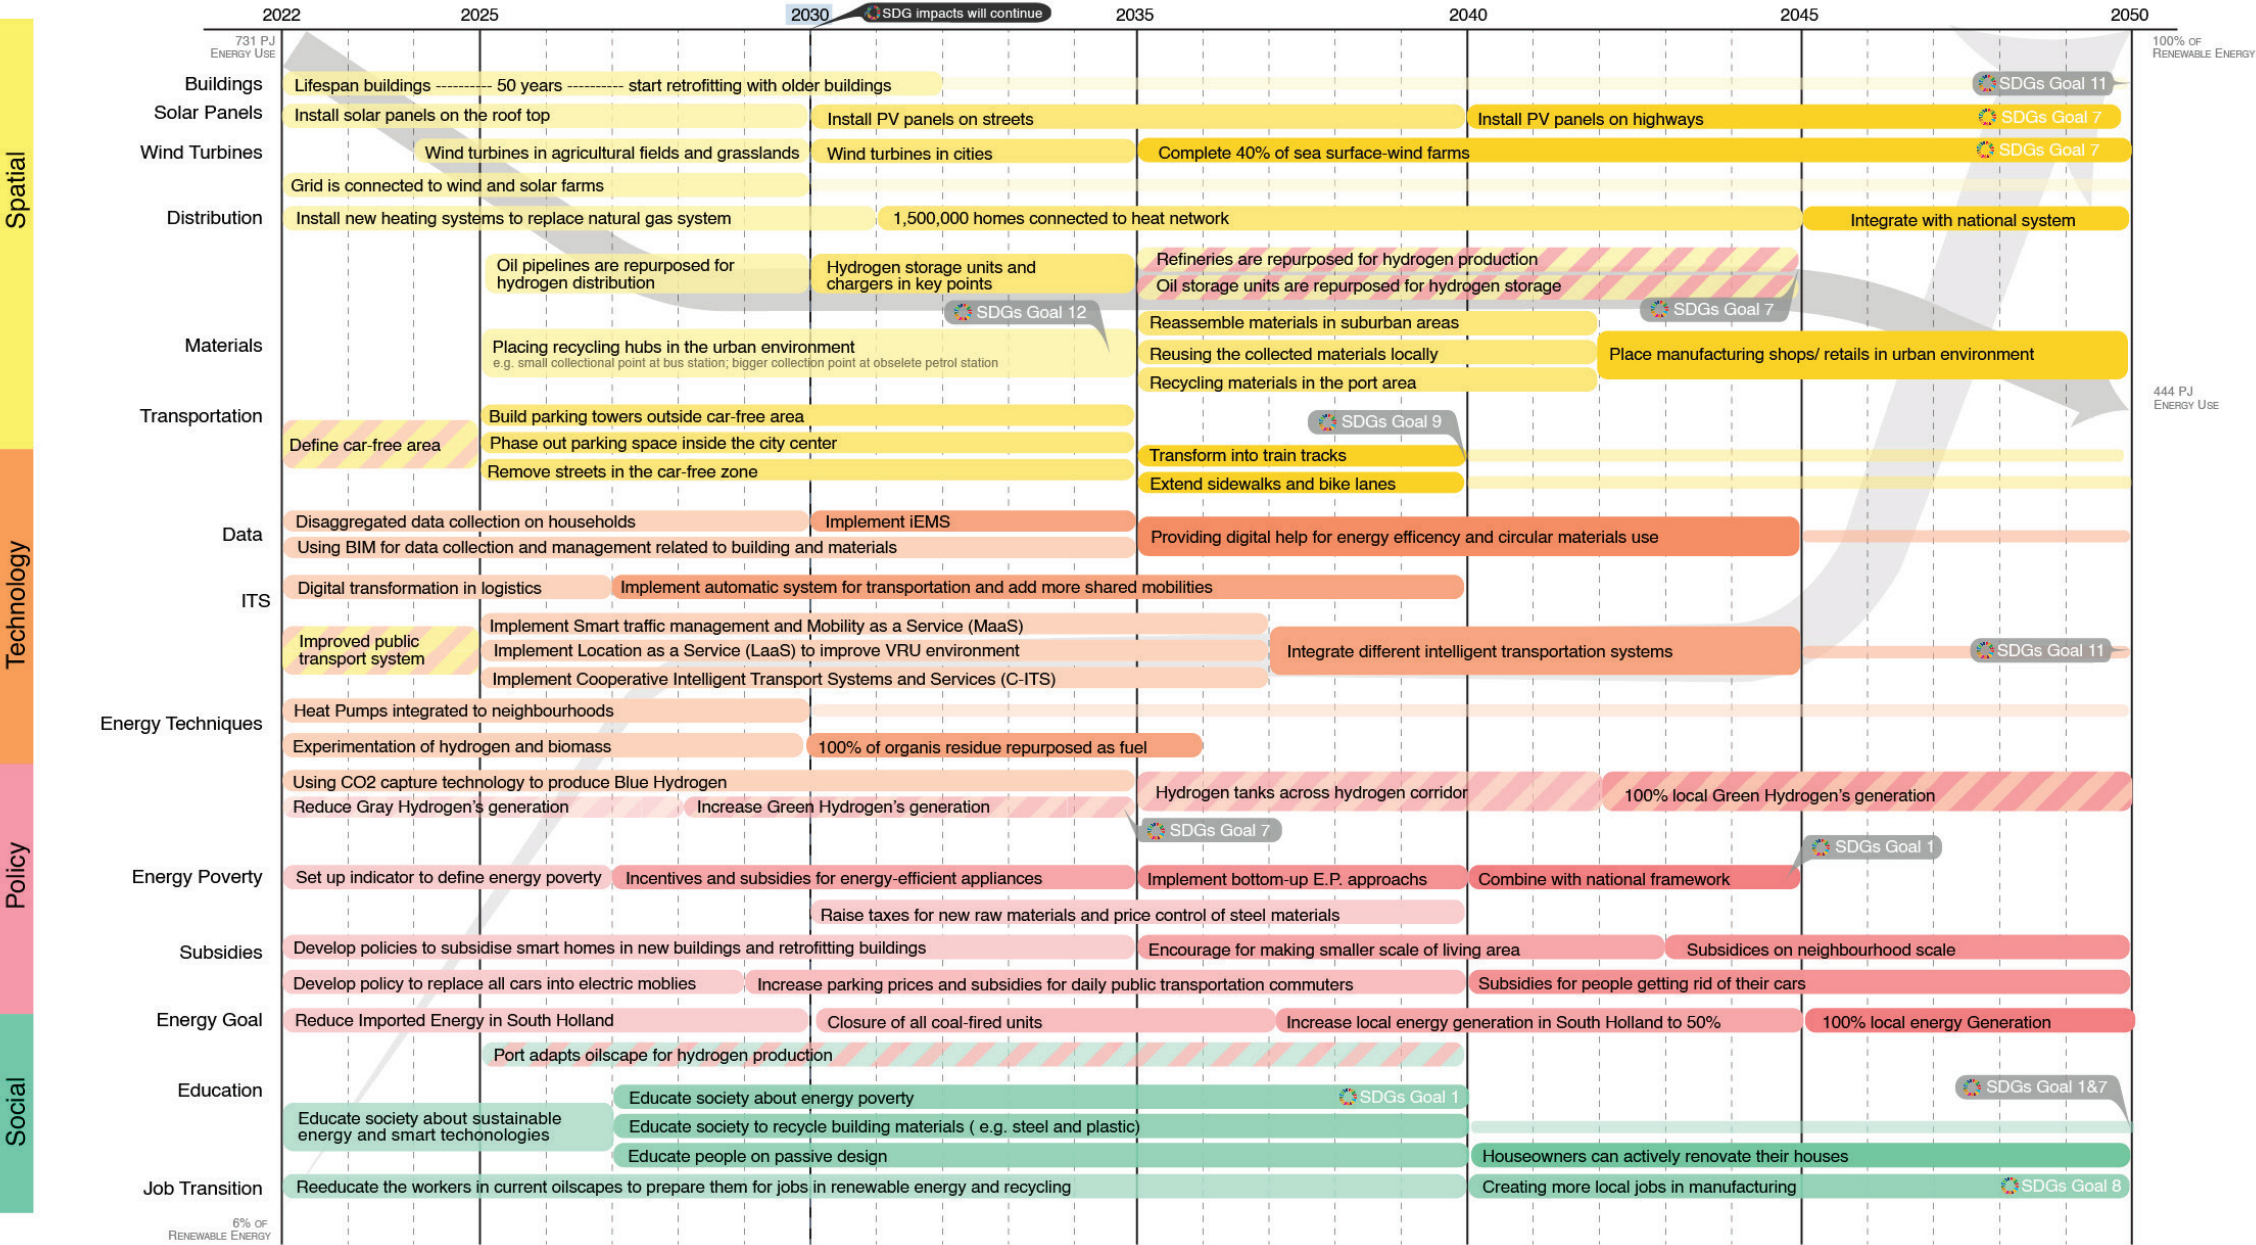 2022 2025 2030 SDG impacts will continue 2035 2040 2045 2050
731 PJ
ENERGY USE
100% OF
RENEWABLE ENERGY
Spatial
Buildings
Lifespan buildings ---------- 50 years ---------- start retrofitting with older buildings
SDGs Goal 11
Solar Panels
Install solar panels on the roof top
Install PV panels on streets
Install PV panels on highways
SDGs Goal 7
Wind Turbines
Wind turbines in agricultural fields and grasslands
Wind turbines in cities
Complete 40% of sea surface-wind farms
SDGs Goal 7
Grid is connected to wind and solar farms
Distribution
Install new heating systems to replace natural gas system
1,500,000 homes connected to heat network
Integrate with national system
Oil pipelines are repurposed for
hydrogen distribution
Hydrogen storage units and
chargers in key points
Refineries are repurposed for hydrogen production
Oil storage units are repurposed for hydrogen storage
SDGs Goal 12
SDGs Goal 7
Materials
Placing recycling hubs in the urban environment
e.g. small collectional point at bus station; bigger collection point at obselete petrol station
Reassemble materials in suburban areas
Reusing the collected materials locally
Recycling materials in the port area
Place manufacturing shops/ retails in urban environment
444 PJ
ENERGY USE
Transportation
Define car-free area
Build parking towers outside car-free area
Phase out parking space inside the city center
Remove streets in the car-free zone
SDGs Goal 9
Transform into train tracks
Extend sidewalks and bike lanes
Technology
Data
Disaggregated data collection on households
Implement iEMS
Using BIM for data collection and management related to building and materials
Providing digital help for energy efficency and circular materials use
ITS
Digital transformation in logistics
Implement automatic system for transportation and add more shared mobilities
Improved public
transport system
Implement Smart traffic management and Mobility as a Service (MaaS)
Implement Location as a Service (LaaS) to improve VRU environment
Implement Cooperative Intelligent Transport Systems and Services (C-ITS)
Integrate different intelligent transportation systems
SDGs Goal 11
Energy Techniques
Heat Pumps integrated to neighbourhoods
Experimentation of hydrogen and biomass
100% of organis residue repurposed as fuel
Policy
Using CO2 capture technology to produce Blue Hydrogen
Reduce Gray Hydrogen's generation
Increase Green Hydrogen's generation
Hydrogen tanks across hydrogen corridor
100% local Green Hydrogen's generation
SDGs Goal 7
SDGs Goal 1
Energy Poverty
Set up indicator to define energy poverty
Incentives and subsidies for energy-efficient appliances
Implement bottom-up E.P. approachs
Combine with national framework
Raise taxes for new raw materials and price control of steel materials
Subsidies
Develop policies to subsidise smart homes in new buildings and retrofitting buildings
Encourage for making smaller scale of living area
Subsidices on neighbourhood scale
Develop policy to replace all cars into electric moblies
Increase parking prices and subsidies for daily public transportation commuters
Subsidies for people getting rid of their cars
Energy Goal
Reduce Imported Energy in South Holland
Closure of all coal-fired units
Increase local energy generation in South Holland to 50%
100% local energy Generation
Social
Port adapts oilscape for hydrogen production
Education
Educate society about sustainable
energy and smart techonologies
Educate society about energy poverty
SDGs Goal 1
Educate society to recycle building materials ( e.g. steel and plastic)
Educate people on passive design
SDGs Goal 1&7
Houseowners can actively renovate their houses
Job Transition
Reeducate the workers in current oilscapes to prepare them for jobs in renewable energy and recycling
Creating more local jobs in manufacturing
SDGs Goal 8
6% OF
RENEWABLE ENERGY